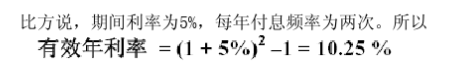 比方说，期间利率为5%，每年付息频率为两次。所以
有效年利率 = (1 + 5%)² –1 = 10.25 %